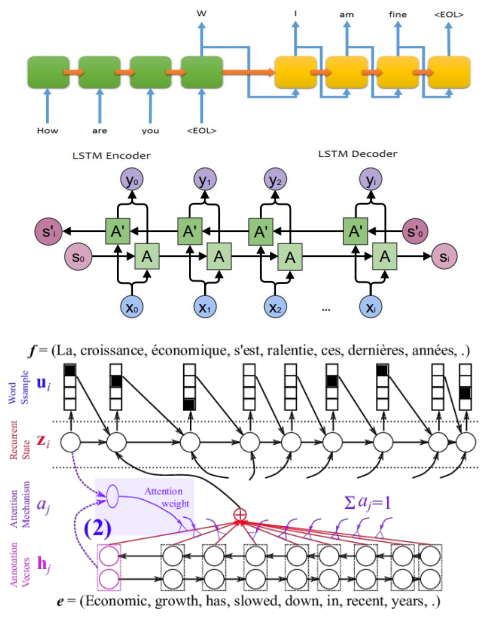 W I am fine <EOL>
How are you <EOL>
LSTM Encoder LSTM Decoder
y0 y1 y2 yi
s'i A' A' A' A' s'0
s0 A A A A si
x0 x1 x2 ... xi
f = (La, croissance, économique, s'est, ralentie, ces, dernières, années, .)
Word Ssample ui
Recurrent State zi
Attention Mechanism aj
Attention weight
Σ aj=1
(2)
Annotation Vectors hj
e = (Economic, growth, has, slowed, down, in, recent, years, .)